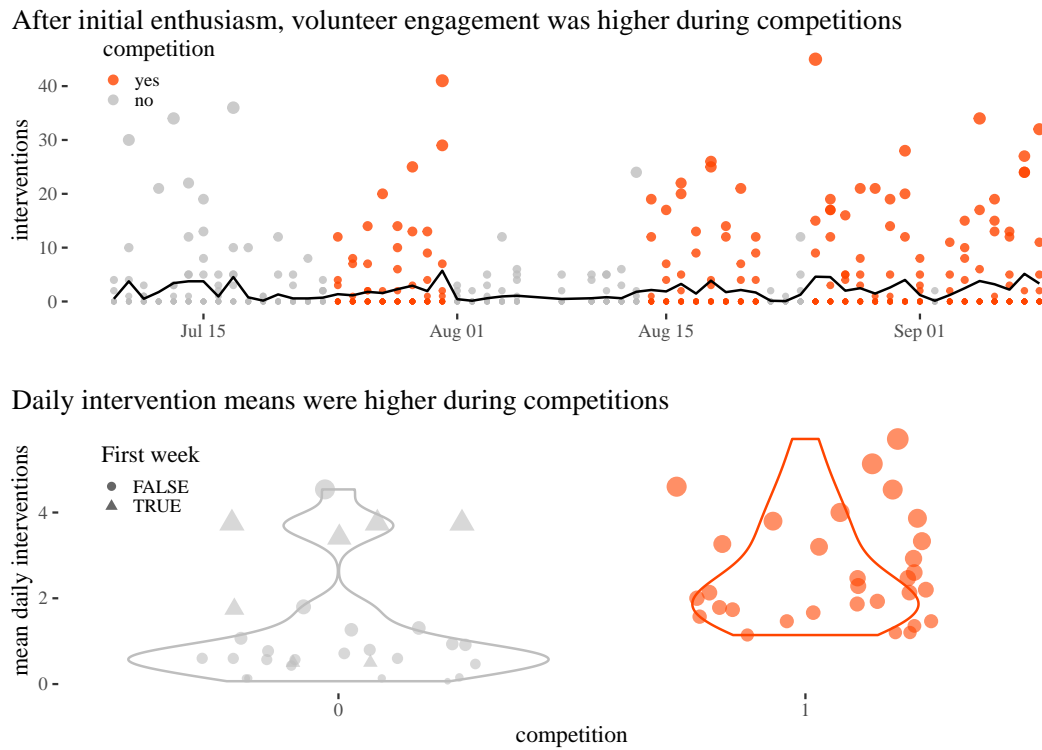 After initial enthusiasm, volunteer engagement was higher during competitions
competition
yes
no
interventions
40
30
20
10
0
Jul 15 Aug 01 Aug 15 Sep 01
Daily intervention means were higher during competitions
First week
FALSE
TRUE
mean daily interventions
4
2
0
0 1
competition